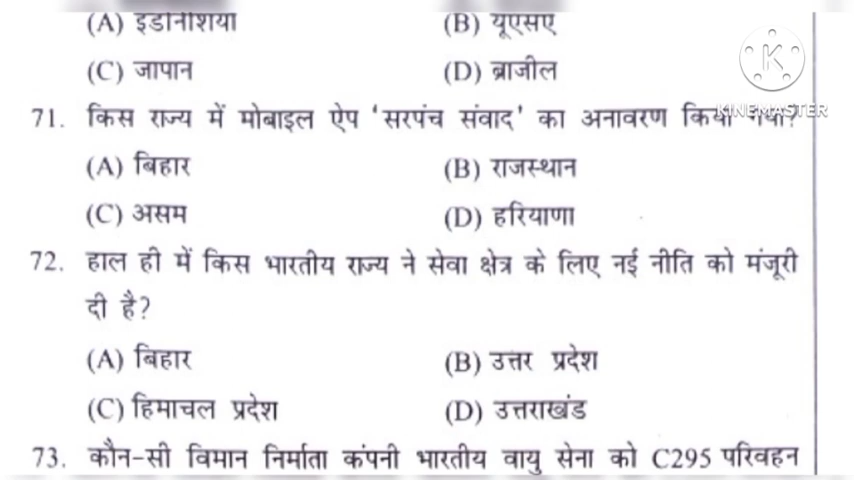 (A) इंडोनेशिया (B) यूएसए
(C) जापान (D) ब्राजील
KINEMASTER
71. किस राज्य में मोबाइल ऐप 'सरपंच संवाद' का अनावरण किया गया?
(A) बिहार (B) राजस्थान
(C) असम (D) हरियाणा
72. हाल ही में किस भारतीय राज्य ने सेवा क्षेत्र के लिए नई नीति को मंजूरी
दी है?
(A) बिहार (B) उत्तर प्रदेश
(C) हिमाचल प्रदेश (D) उत्तराखंड
73. कौन-सी विमान निर्माता कंपनी भारतीय वायु सेना को C295 परिवहन